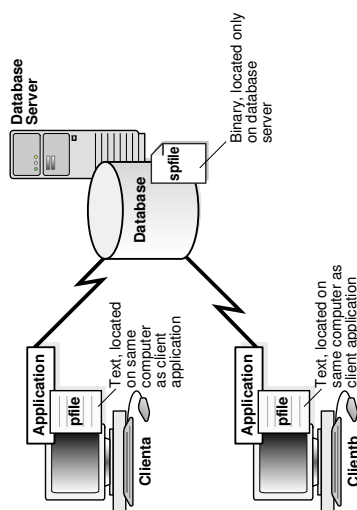 Database
Server
Application
pfile
Text, located
on same
computer
as client
application
Clienta
Database
spfile
Binary, located only
on database
server
Application
pfile
Text, located on
same computer as
client application
Clientb